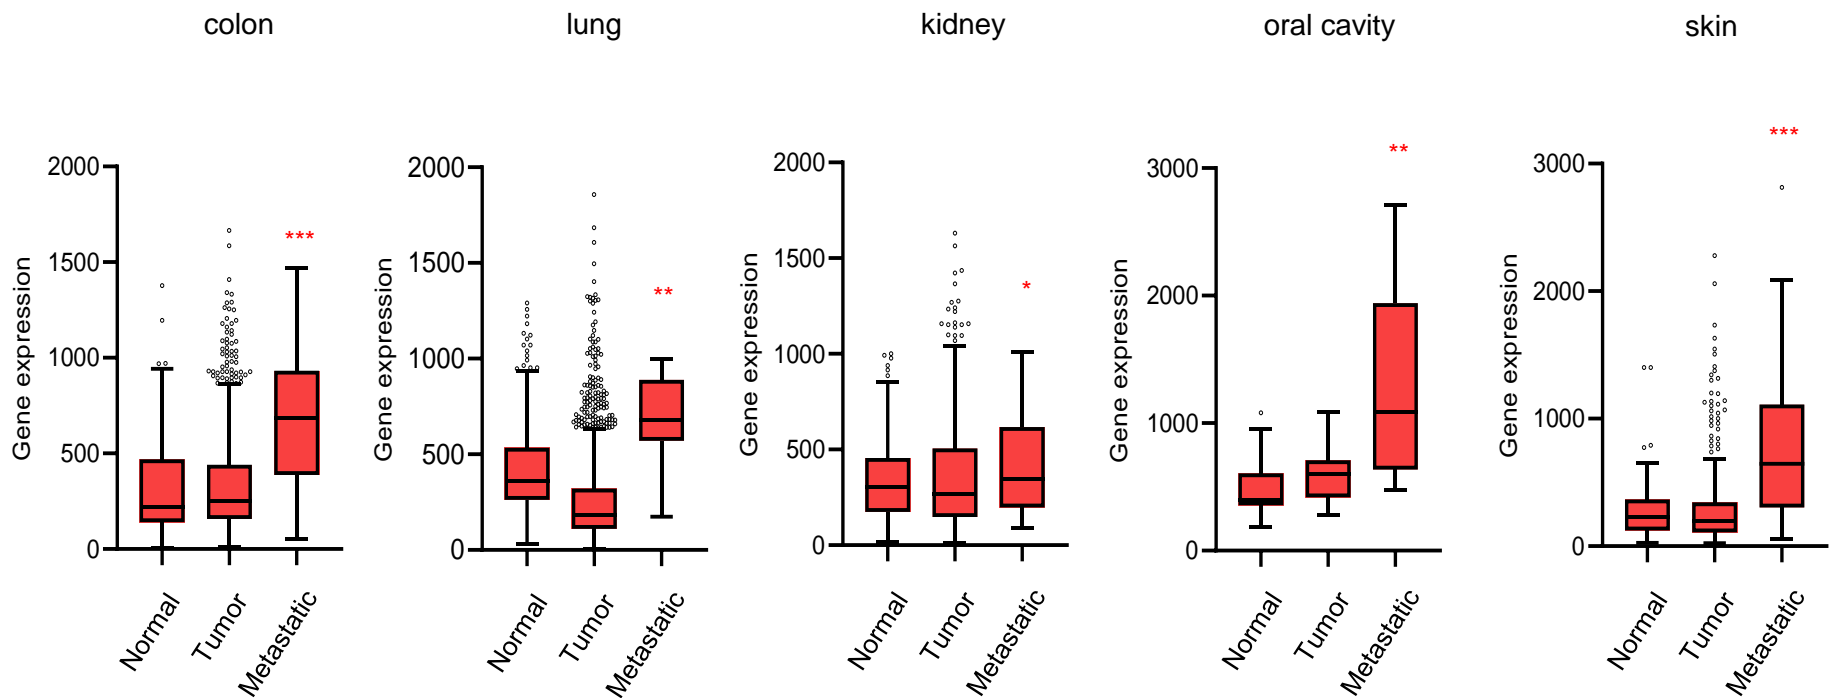 colon
lung
kidney
oral cavity
skin
Gene expression
2000
1500
1000
500
0
***
Normal
Tumor
Metastatic
Gene expression
2000
1500
1000
500
0
**
Normal
Tumor
Metastatic
Gene expression
2000
1500
1000
500
0
*
Normal
Tumor
Metastatic
Gene expression
3000
2000
1000
0
**
Normal
Tumor
Metastatic
Gene expression
3000
2000
1000
0
***
Normal
Tumor
Metastatic